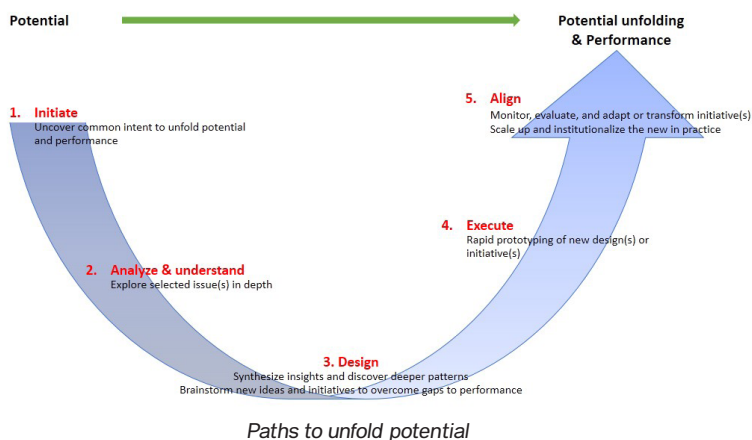 Potential
Potential unfolding
& Performance
1. Initiate
Uncover common intent to unfold potential
and performance
2. Analyze & understand
Explore selected issue(s) in depth
3. Design
Synthesize insights and discover deeper patterns
Brainstorm new ideas and initiatives to overcome gaps to performance
4. Execute
Rapid prototyping of new design(s) or
initiative(s)
5. Align
Monitor, evaluate, and adapt or transform initiative(s)
Scale up and institutionalize the new in practice
Paths to unfold potential